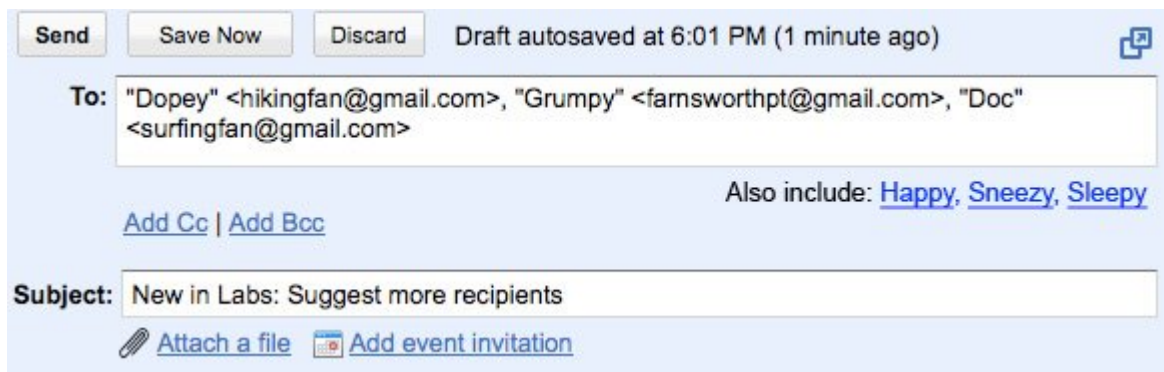 Send Save Now Discard Draft autosaved at 6:01 PM (1 minute ago)
To: "Dopey" <hikingfan@gmail.com>, "Grumpy" <farnsworthpt@gmail.com>, "Doc"
<surfingfan@gmail.com>
Also include: Happy, Sneezy, Sleepy
Add Cc | Add Bcc
Subject: New in Labs: Suggest more recipients
Attach a file Add event invitation